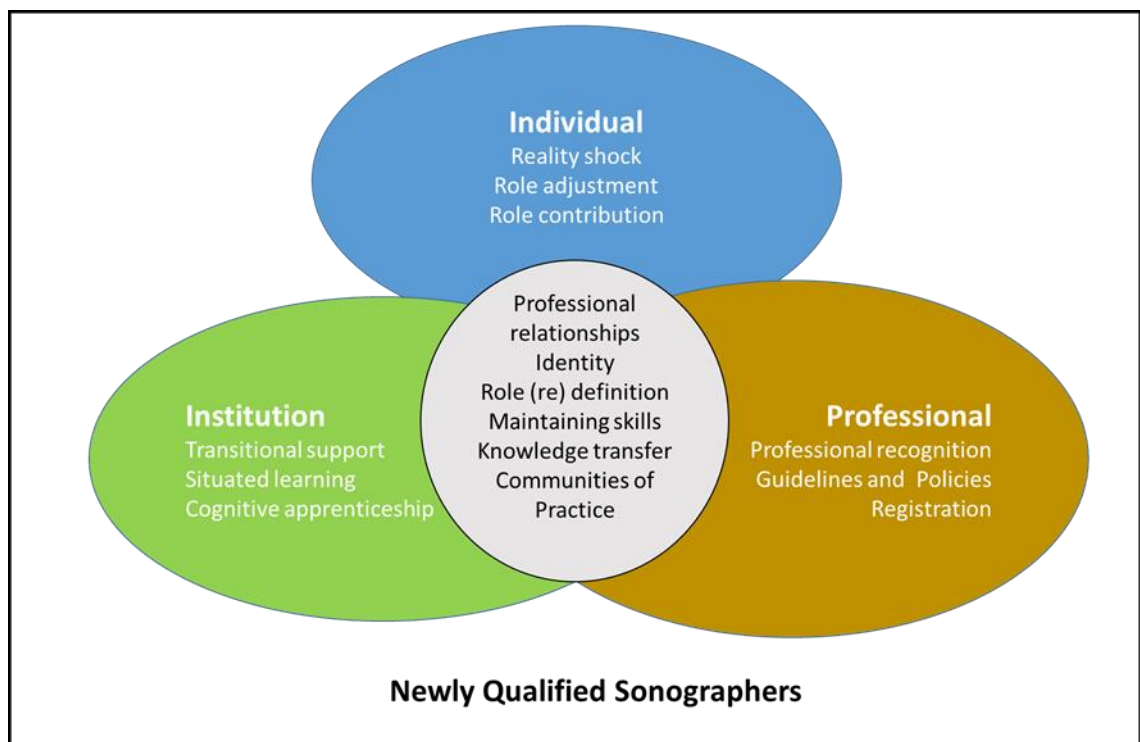 Individual
Reality shock
Role adjustment
Role contribution
Professional
relationships
Identity
Role (re) definition
Maintaining skills
Knowledge transfer
Communities of
Practice
Institution
Transitional support
Situated learning
Cognitive apprenticeship
Professional
Professional recognition
Guidelines and Policies
Registration
Newly Qualified Sonographers